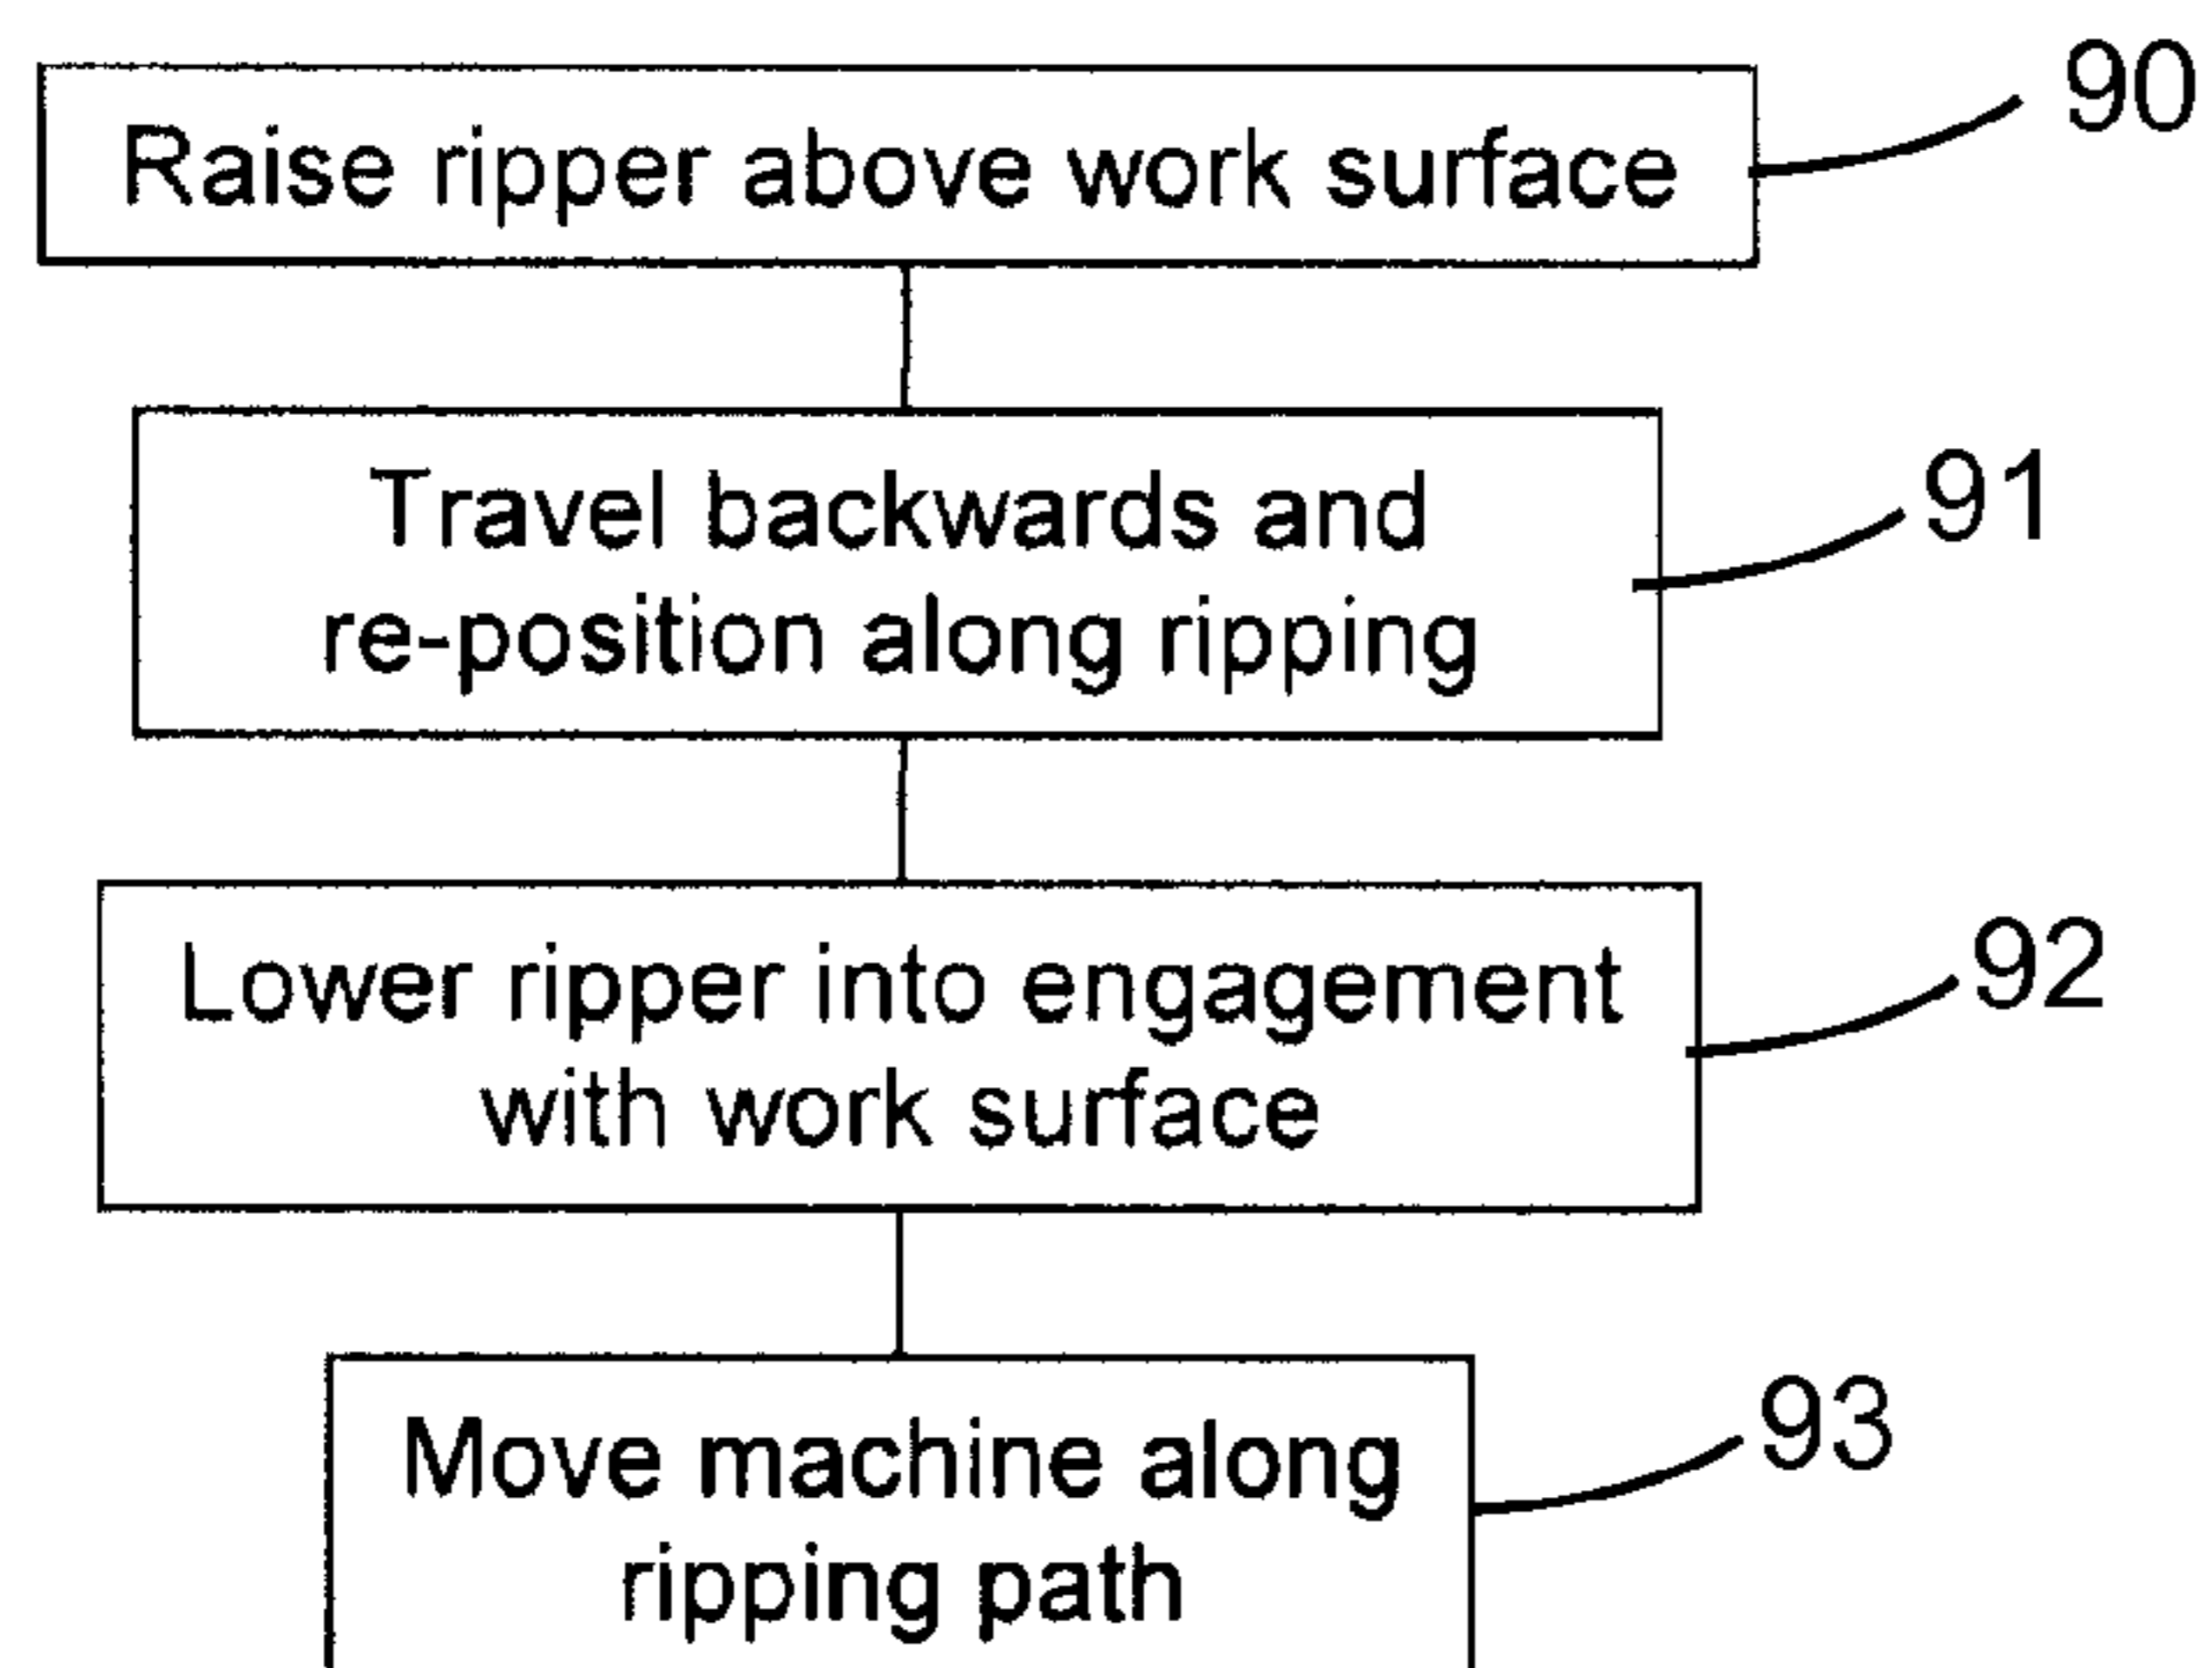 Raise ripper above work surface
90
Travel backwards and
re-position along ripping
91
Lower ripper into engagement
with work surface
92
Move machine along
ripping path
93